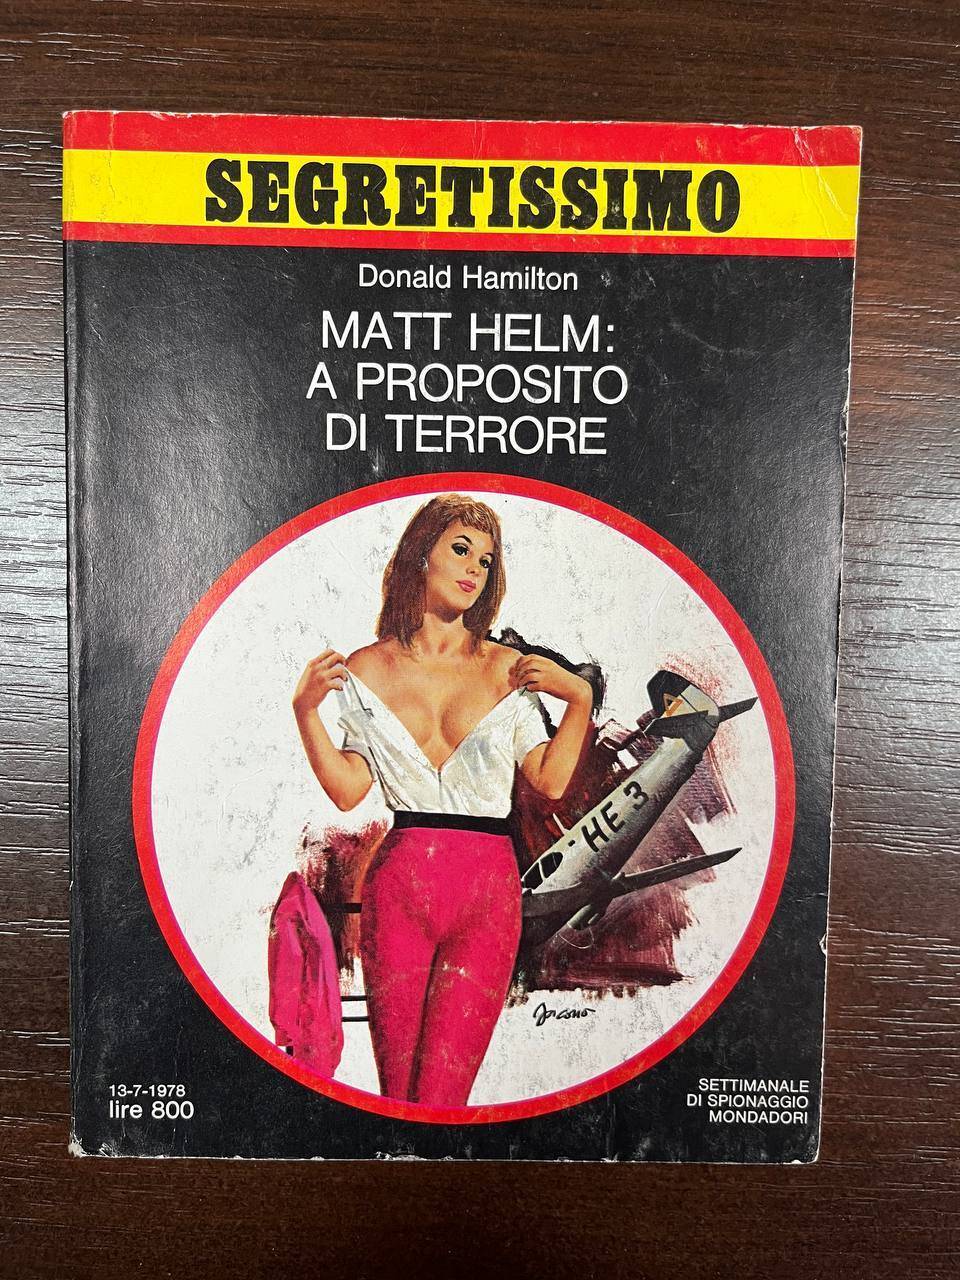 SEGRETISSIMO
Donald Hamilton
MATT HELM:
A PROPOSITO
DI TERRORE
HE 3
Jacono
13-7-1978
lire 800
SETTIMANALE
DI SPIONAGGIO
MONDADORI